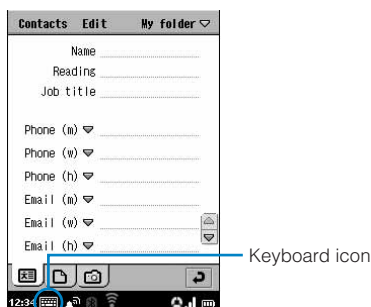 Contacts Edit My folder
Name
Reading
Job title
Phone (m)
Phone (w)
Phone (h)
Email (m)
Email (w)
Email (h)
Keyboard icon
12:34